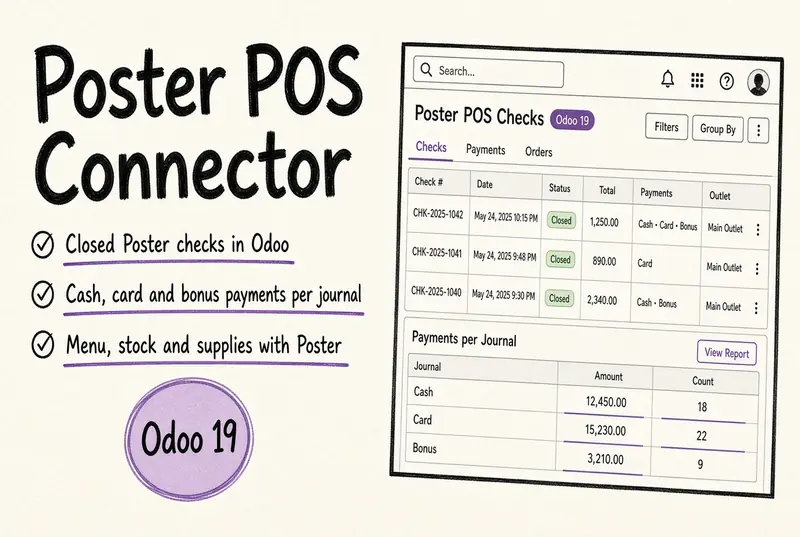 Poster POS
Connector
Closed Poster checks in Odoo
Cash, card and bonus payments per journal
Menu, stock and supplies with Poster
Odoo 19
Search...
Poster POS Checks Odoo 19 Filters Group By
Checks Payments Orders
Check # Date Status Total Payments Outlet
CHK-2025-1042 May 24, 2025 10:15 PM Closed 1,250.00 Cash • Card • Bonus Main Outlet
CHK-2025-1041 May 24, 2025 9:48 PM Closed 890.00 Card Main Outlet
CHK-2025-1040 May 24, 2025 9:30 PM Closed 2,340.00 Cash • Bonus Main Outlet
Payments per Journal View Report
Journal Amount Count
Cash 12,450.00 18
Card 15,230.00 22
Bonus 3,210.00 9